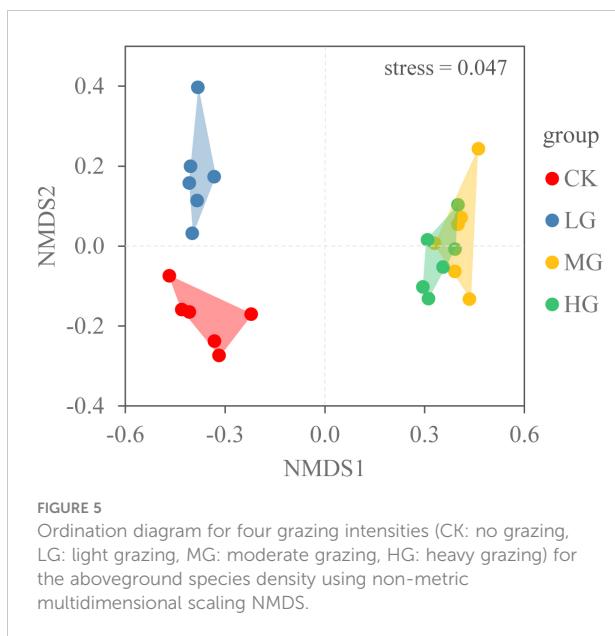 stress = 0.047
0.4
0.2
0.0
-0.2
-0.4
NMDS2
-0.6
-0.3
0.0
0.3
0.6
NMDS1
group
CK
LG
MG
HG
FIGURE 5
Ordination diagram for four grazing intensities (CK: no grazing,
LG: light grazing, MG: moderate grazing, HG: heavy grazing) for
the aboveground species density using non-metric
multidimensional scaling NMDS.